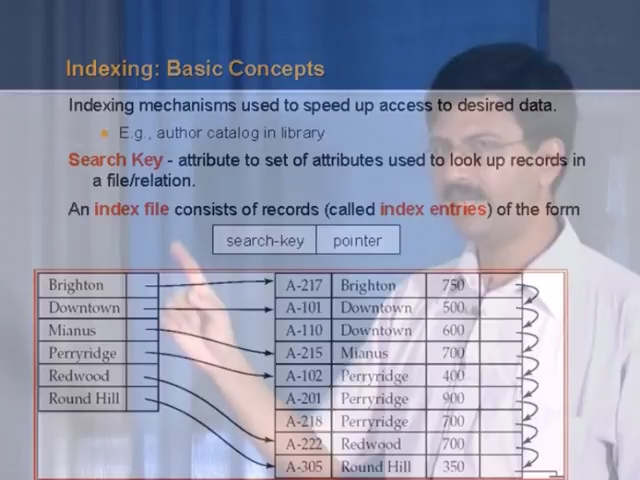 Indexing: Basic Concepts
Indexing mechanisms used to speed up access to desired data.
E.g., author catalog in library
Search Key - attribute to set of attributes used to look up records in
a file/relation.
An index file consists of records (called index entries) of the form
search-key pointer
Brighton A-217 Brighton 750
Downtown A-101 Downtown 500
Mianus A-110 Downtown 600
Perryridge A-215 Mianus 700
Redwood A-102 Perryridge 400
Round Hill A-201 Perryridge 900
A-218 Perryridge 700
A-222 Redwood 700
A-305 Round Hill 350